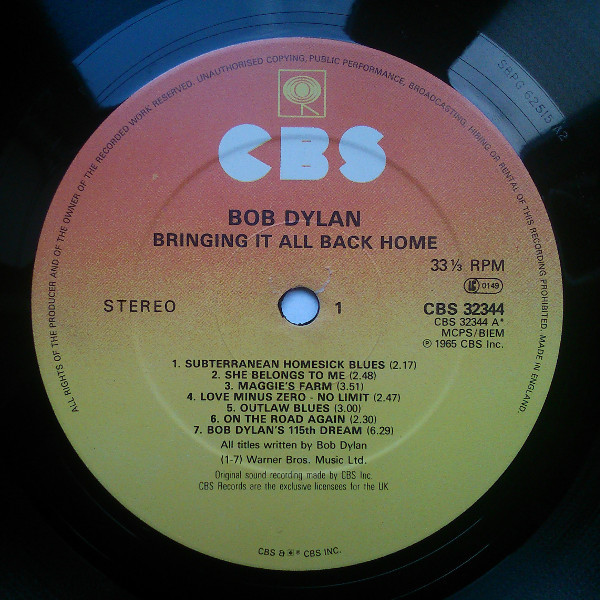 ALL RIGHTS OF THE PRODUCER AND OF THE OWNER OF THE RECORDED WORK RESERVED. UNAUTHORISED COPYING, PUBLIC PERFORMANCE, BROADCASTING, HIRING OR RENTAL OF THIS RECORDING PROHIBITED. MADE IN ENGLAND.
SBPG 62515 A2
CBS
BOB DYLAN
BRINGING IT ALL BACK HOME
33⅓ RPM
0149
STEREO
1
CBS 32344
CBS 32344 A*
MCPS/BIEM
℗ 1965 CBS Inc.
1. SUBTERRANEAN HOMESICK BLUES (2.17)
2. SHE BELONGS TO ME (2.48)
3. MAGGIE'S FARM (3.51)
4. LOVE MINUS ZERO - NO LIMIT (2.47)
5. OUTLAW BLUES (3.00)
6. ON THE ROAD AGAIN (2.30)
7. BOB DYLAN'S 115th DREAM (6.29)
All titles written by Bob Dylan
(1-7) Warner Bros. Music Ltd.
Original sound recording made by CBS Inc.
CBS Records are the exclusive licensees for the UK
CBS & ® CBS INC.